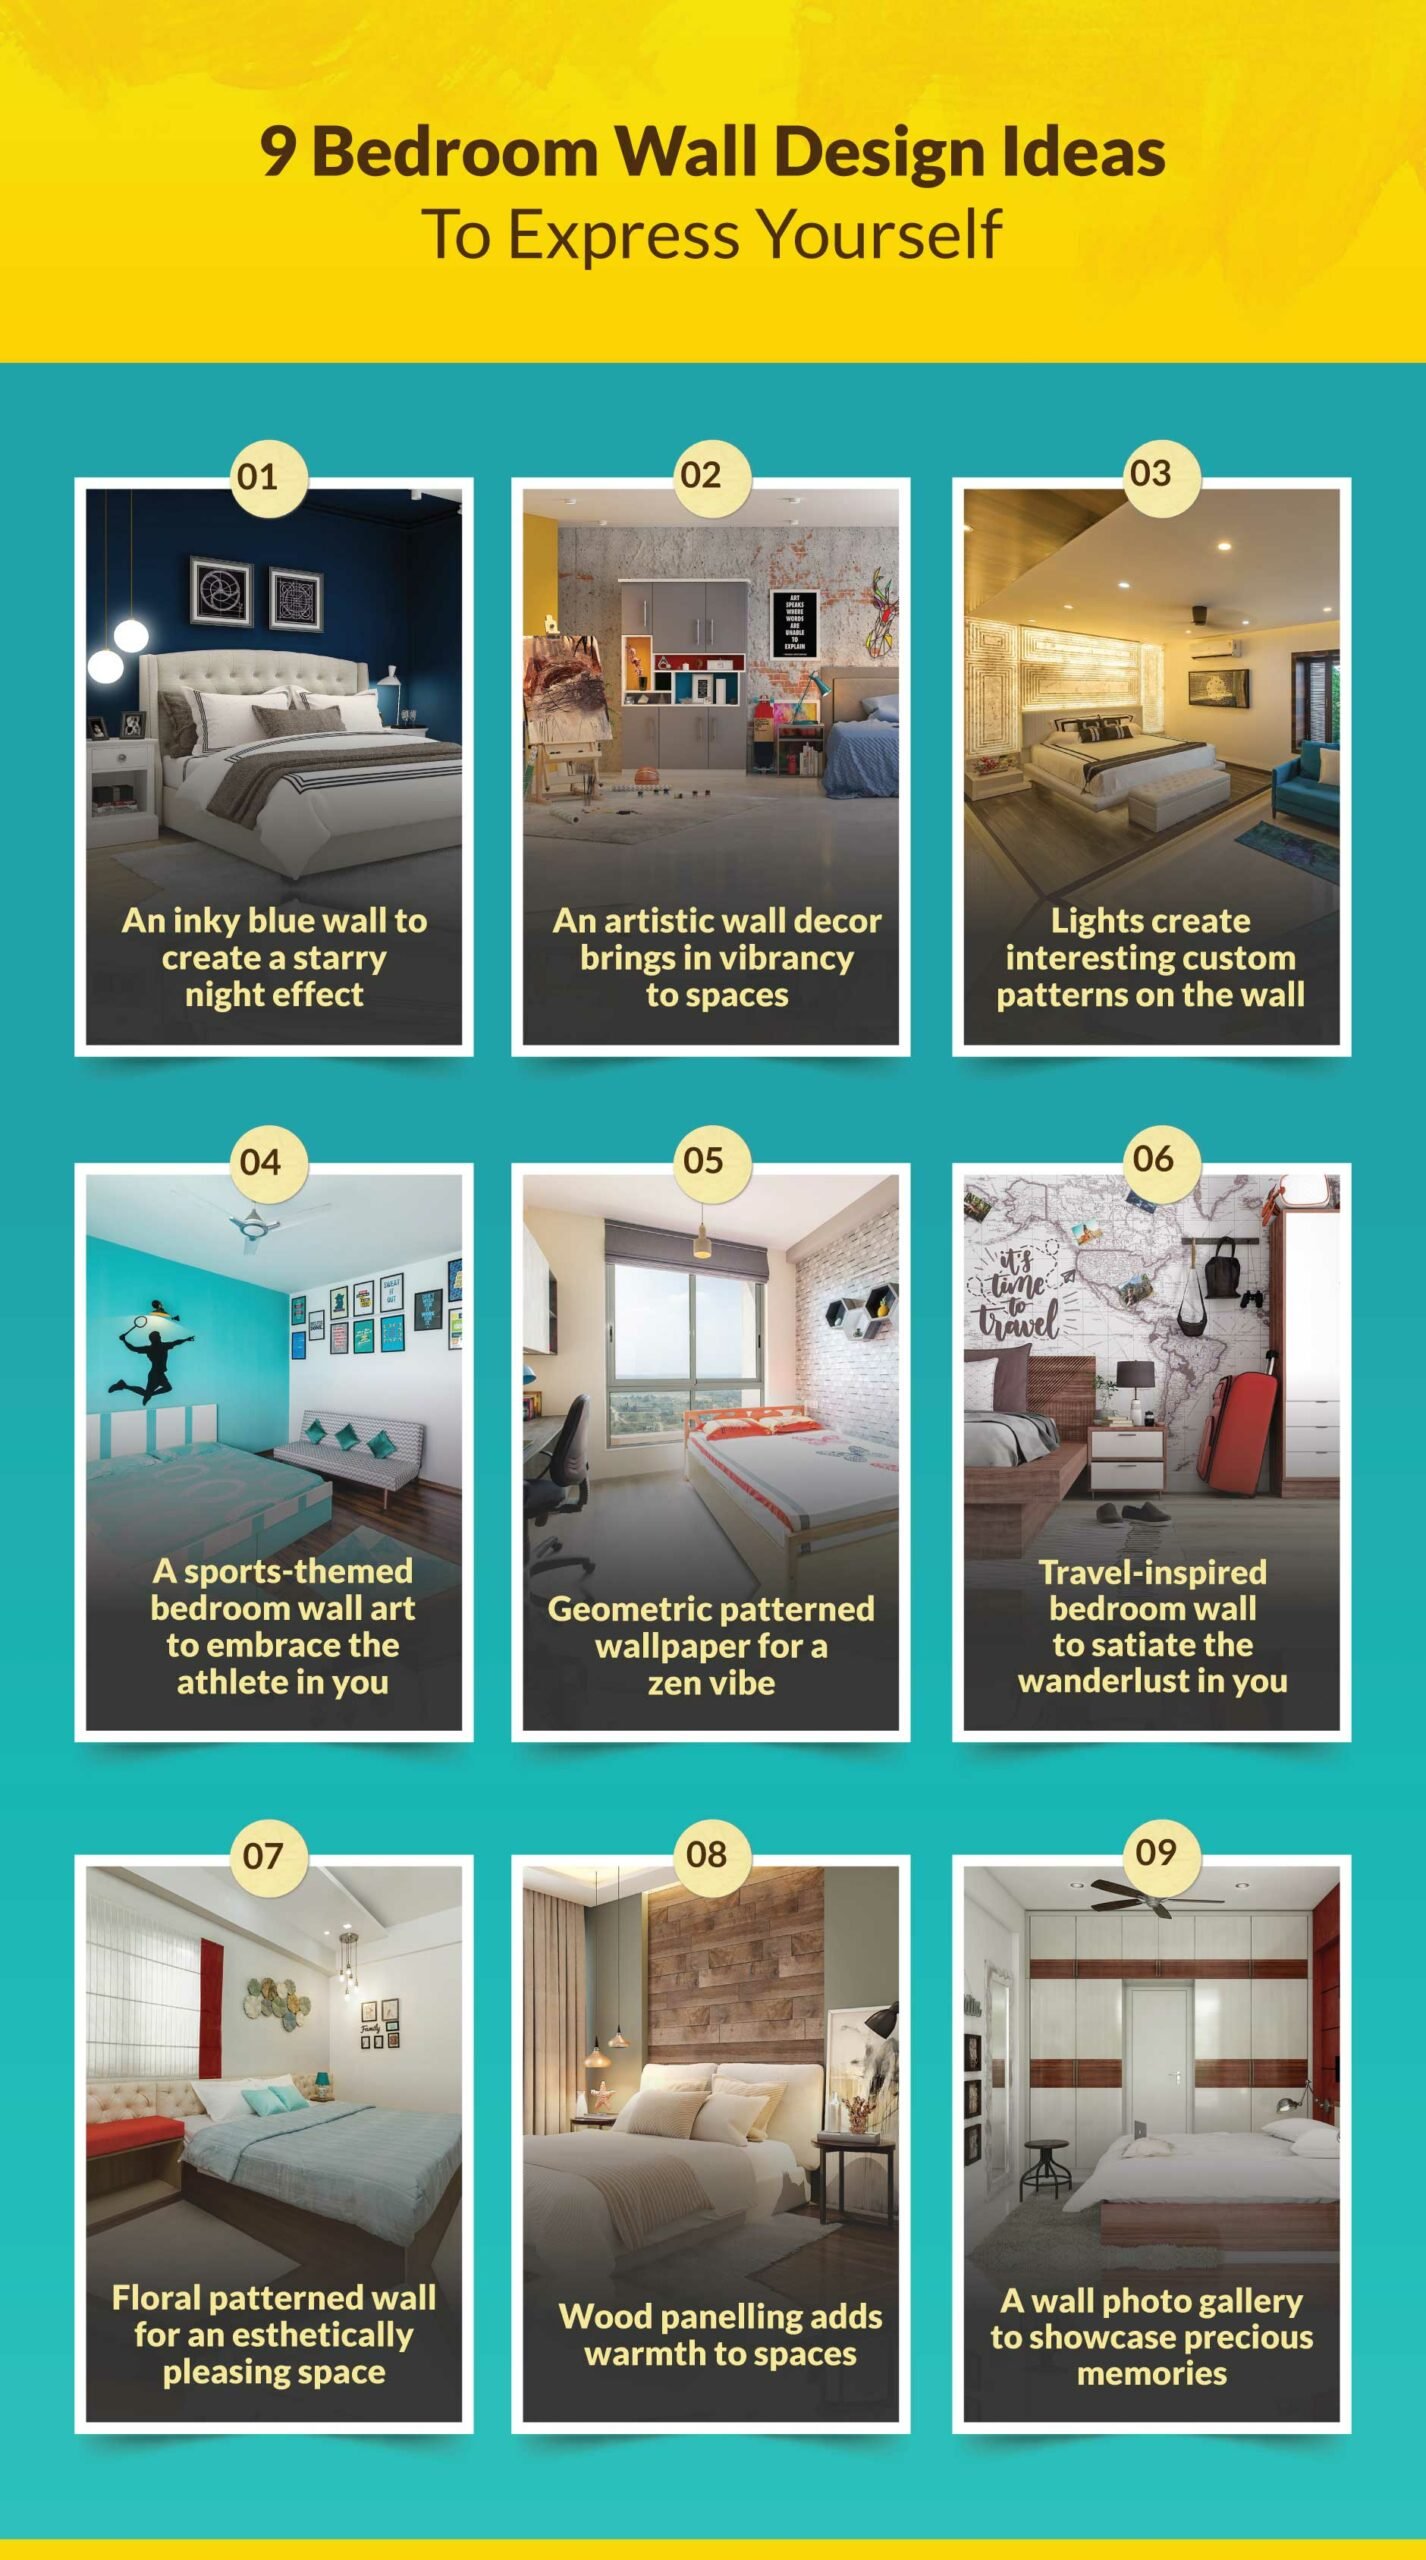 9 Bedroom Wall Design Ideas
To Express Yourself
01
An inky blue wall to
create a starry
night effect
02
ART
SPEAKS
WHERE
WORDS
ARE
UNABLE
TO
EXPLAIN
An artistic wall decor
brings in vibrancy
to spaces
03
Lights create
interesting custom
patterns on the wall
04
SWEAT
IT
OUT
A sports-themed
bedroom wall art
to embrace the
athlete in you
05
Geometric patterned
wallpaper for a
zen vibe
06
it's
time
to
travel
Travel-inspired
bedroom wall
to satiate the
wanderlust in you
07
Family
Floral patterned wall
for an esthetically
pleasing space
08
Wood panelling adds
warmth to spaces
09
A wall photo gallery
to showcase precious
memories